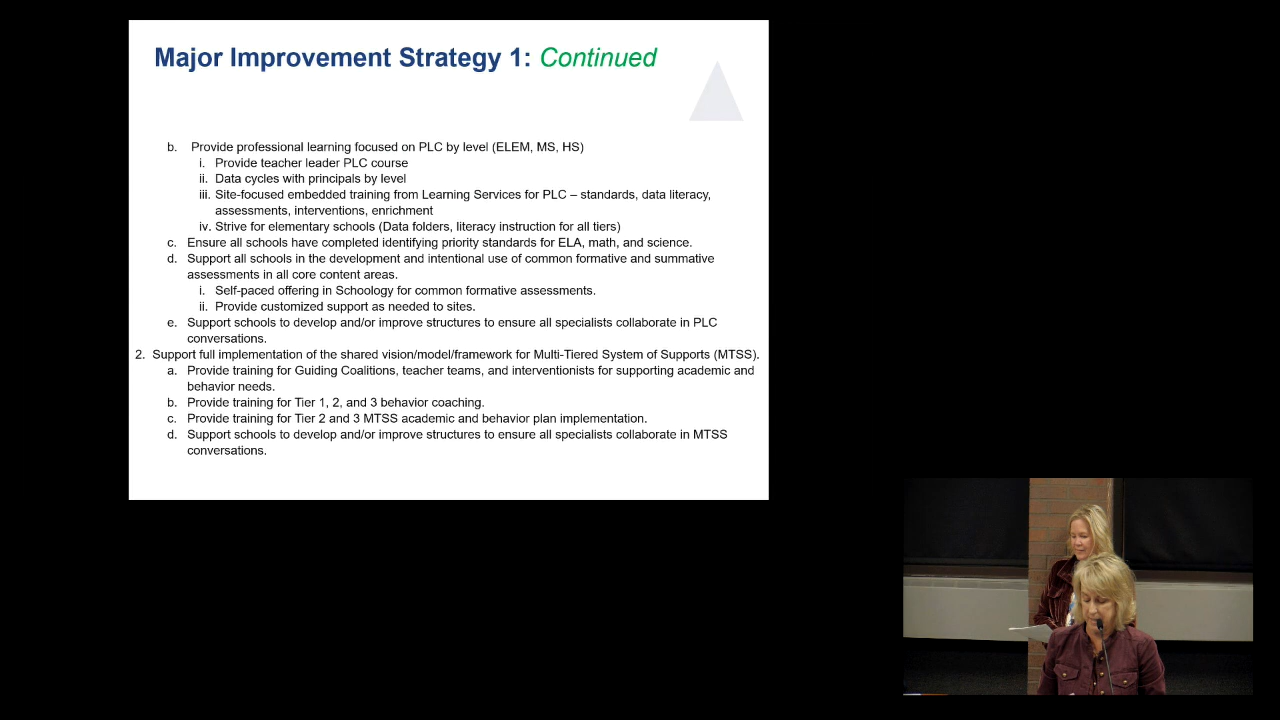 Major Improvement Strategy 1: Continued
b. Provide professional learning focused on PLC by level (ELEM, MS, HS)
i. Provide teacher leader PLC course
ii. Data cycles with principals by level
iii. Site-focused embedded training from Learning Services for PLC – standards, data literacy,
assessments, interventions, enrichment
iv. Strive for elementary schools (Data folders, literacy instruction for all tiers)
c. Ensure all schools have completed identifying priority standards for ELA, math, and science.
d. Support all schools in the development and intentional use of common formative and summative
assessments in all core content areas.
i. Self-paced offering in Schoology for common formative assessments.
ii. Provide customized support as needed to sites.
e. Support schools to develop and/or improve structures to ensure all specialists collaborate in PLC
conversations.
2. Support full implementation of the shared vision/model/framework for Multi-Tiered System of Supports (MTSS).
a. Provide training for Guiding Coalitions, teacher teams, and interventionists for supporting academic and
behavior needs.
b. Provide training for Tier 1, 2, and 3 behavior coaching.
c. Provide training for Tier 2 and 3 MTSS academic and behavior plan implementation.
d. Support schools to develop and/or improve structures to ensure all specialists collaborate in MTSS
conversations.